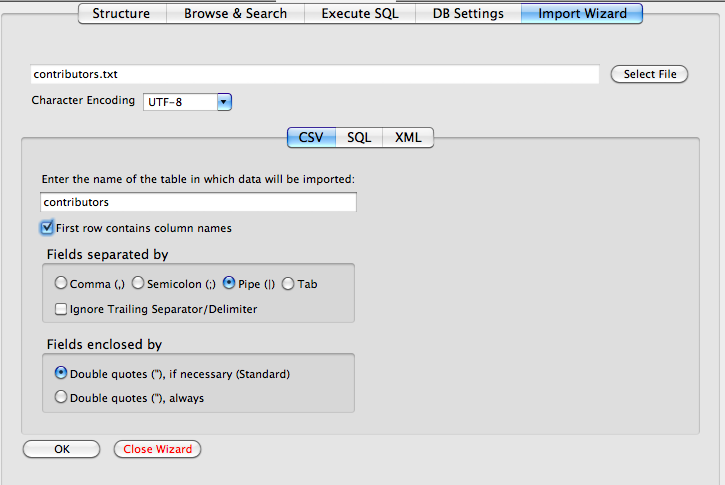 Structure Browse & Search Execute SQL DB Settings Import Wizard
contributors.txt Select File
Character Encoding UTF-8
CSV SQL XML
Enter the name of the table in which data will be imported:
contributors
First row contains column names
Fields separated by
Comma (,) Semicolon (;) Pipe (|) Tab
Ignore Trailing Separator/Delimiter
Fields enclosed by
Double quotes ("), if necessary (Standard)
Double quotes ("), always
OK Close Wizard